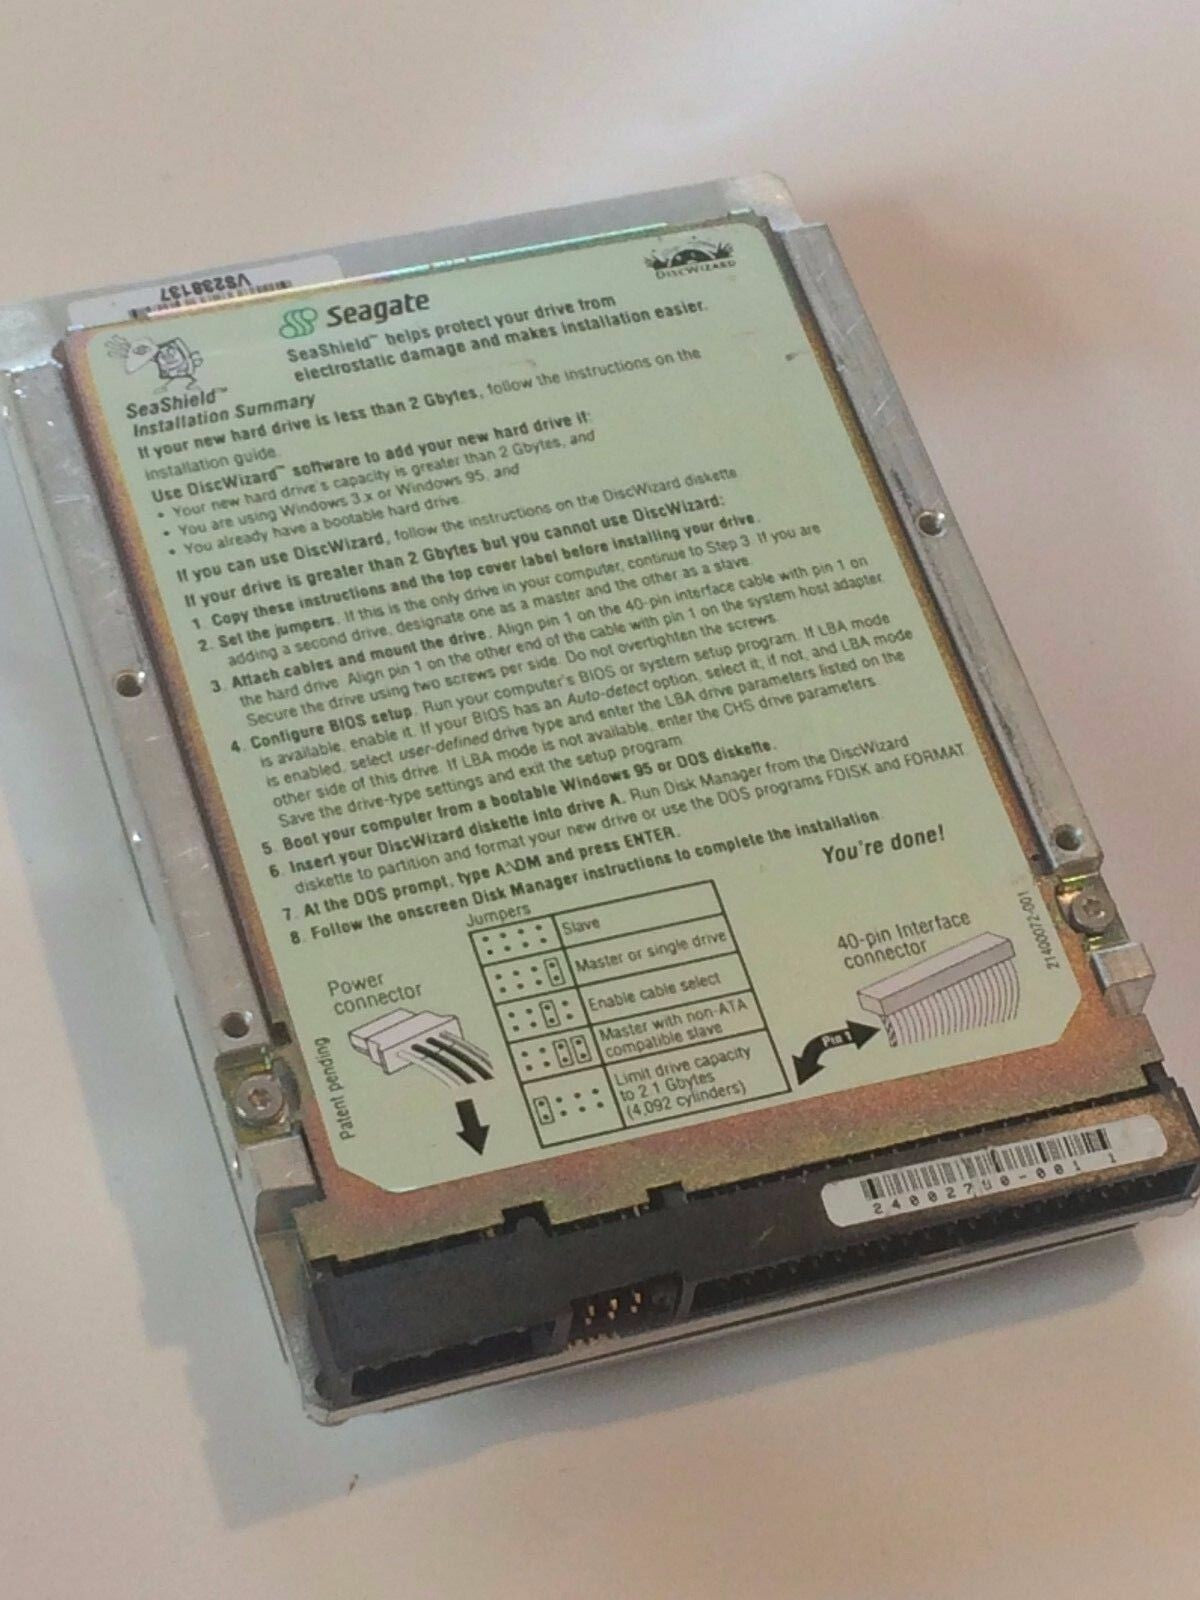 VS238137
Seagate
DISCWIZARD
SeaShield™ helps protect your drive from
electrostatic damage and makes installation easier.
SeaShield™
Installation Summary
If your new hard drive is less than 2 Gbytes, follow the instructions on the
installation guide.
Use DiscWizard™ software to add your new hard drive if:
• Your new hard drive's capacity is greater than 2 Gbytes, and
• You are using Windows 3.x or Windows 95, and
• You already have a bootable hard drive.
If you can use DiscWizard, follow the instructions on the DiscWizard diskette
If your drive is greater than 2 Gbytes but you cannot use DiscWizard:
1. Copy these instructions and the top cover label before installing your drive.
2. Set the jumpers. If this is the only drive in your computer, continue to Step 3. If you are
adding a second drive, designate one as a master and the other as a slave.
3. Attach cables and mount the drive. Align pin 1 on the 40-pin interface cable with pin 1 on
the hard drive. Align pin 1 on the other end of the cable with pin 1 on the system host adapter.
Secure the drive using two screws per side. Do not overtighten the screws.
4. Configure BIOS setup. Run your computer's BIOS or system setup program. If LBA mode
is available, enable it. If your BIOS has an Auto-detect option, select it; if not, and LBA mode
is enabled, select user-defined drive type and enter the LBA drive parameters listed on the
other side of this drive. If LBA mode is not available, enter the CHS drive parameters.
Save the drive-type settings and exit the setup program.
5. Boot your computer from a bootable Windows 95 or DOS diskette.
6. Insert your DiscWizard diskette into drive A. Run Disk Manager from the DiscWizard
diskette to partition and format your new drive or use the DOS programs FDISK and FORMAT.
7. At the DOS prompt, type A:\DM and press ENTER.
8. Follow the onscreen Disk Manager instructions to complete the installation.
You're done!
Jumpers
Slave
Master or single drive
Enable cable select
Master with non-ATA
compatible slave
Limit drive capacity
to 2.1 Gbytes
(4,092 cylinders)
Power
connector
40-pin Interface
connector
Pin 1
Patent pending
21400072-001
-001 1